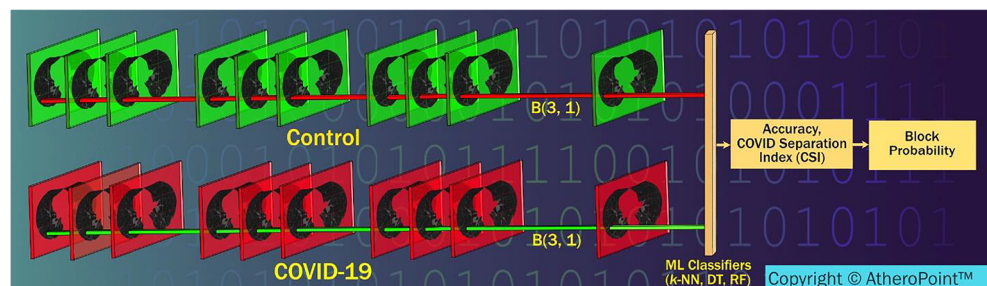 B(3, 1)
Control
Accuracy,
COVID Separation
Index (CSI)
Block
Probability
B(3, 1)
COVID-19
ML Classifiers
(k-NN, DT, RF)
Copyright © AtheroPoint™